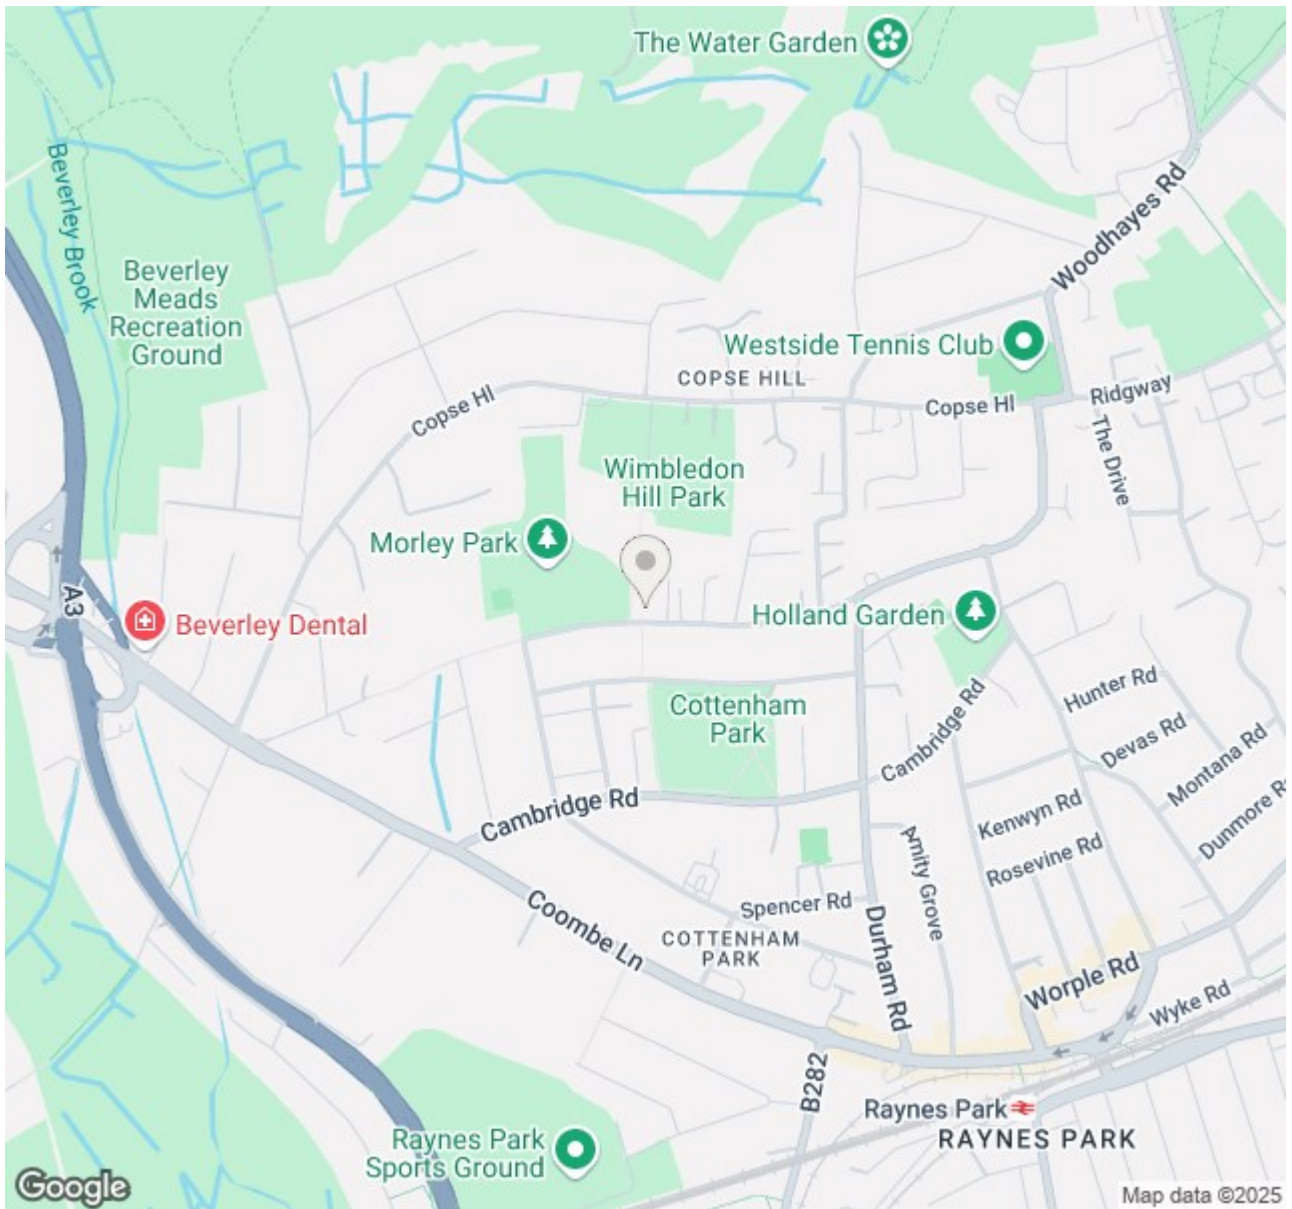 The Water Garden
Beverley Brook
Woodhayes Rd
Beverley
Meads
Recreation
Ground
Westside Tennis Club
COPSE HILL
Copse Hl
Copse Hl
Ridgway
The Drive
Wimbledon
Hill Park
Morley Park
A3
Beverley Dental
Holland Garden
Hunter Rd
Cottenham
Park
Cambridge Rd
Devas Rd
Montana Rd
Cambridge Rd
Kenwyn Rd
Dunmore R
Amity Grove
Rosevine Rd
Spencer Rd
Coombe Ln
COTTENHAM
PARK
Durham Rd
Worple Rd
Wyke Rd
B282
Raynes Park
RAYNES PARK
Raynes Park
Sports Ground
Google
Map data ©2025